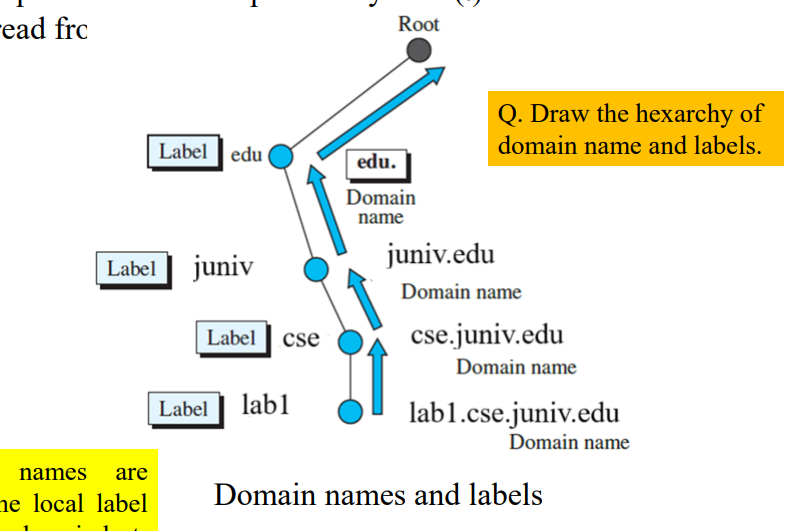 Root
Q. Draw the hexarchy of
domain name and labels.
Label edu
edu.
Domain
name
Label juniv
juniv.edu
Domain name
Label cse
cse.juniv.edu
Domain name
Label lab1
lab1.cse.juniv.edu
Domain name
names are
local label
Domain names and labels